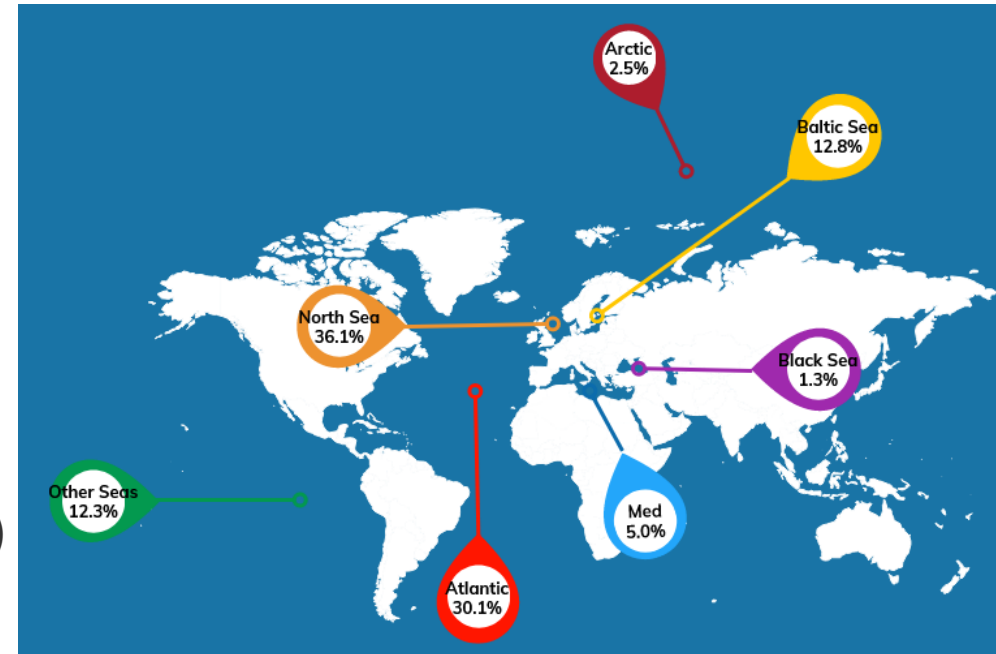 Arctic
2.5%
Baltic Sea
12.8%
North Sea
36.1%
Black Sea
1.3%
Other Seas
12.3%
Med
5.0%
Atlantic
30.1%